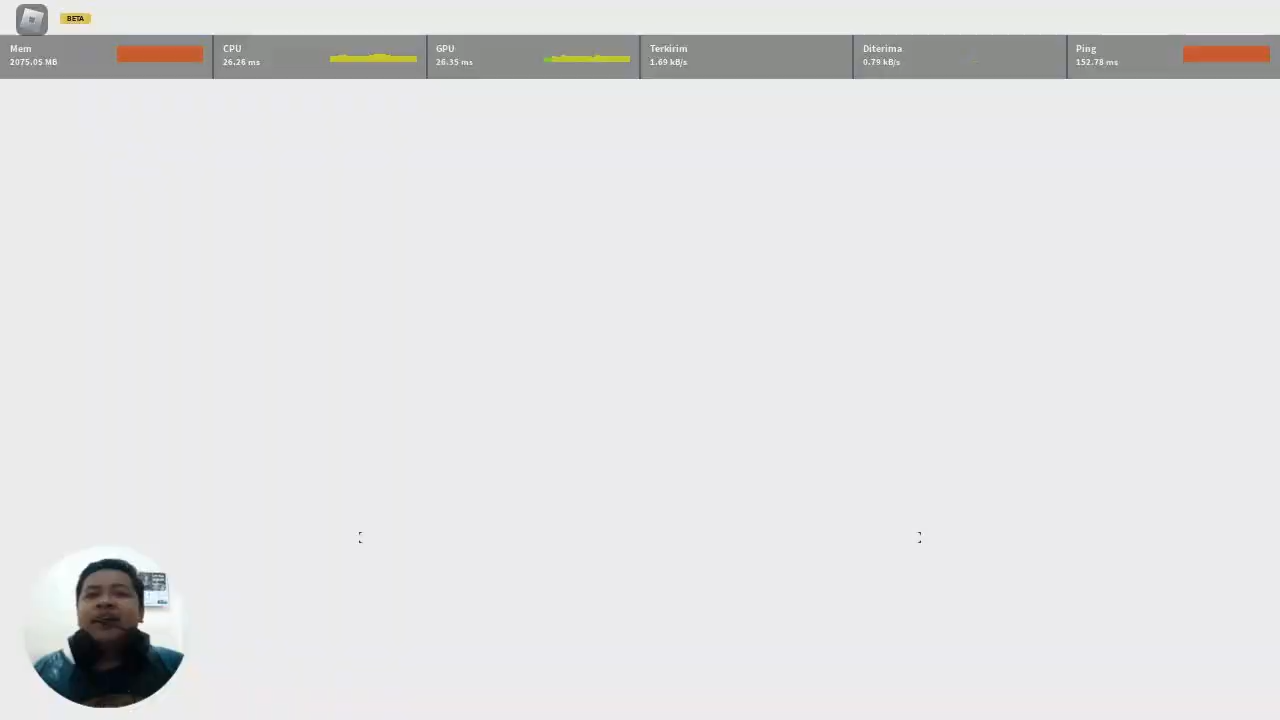 BETA
Mem
2075.05 MB
CPU
26.26 ms
GPU
26.35 ms
Terkirim
1.69 kB/s
Diterima
0.79 kB/s
Ping
152.78 ms